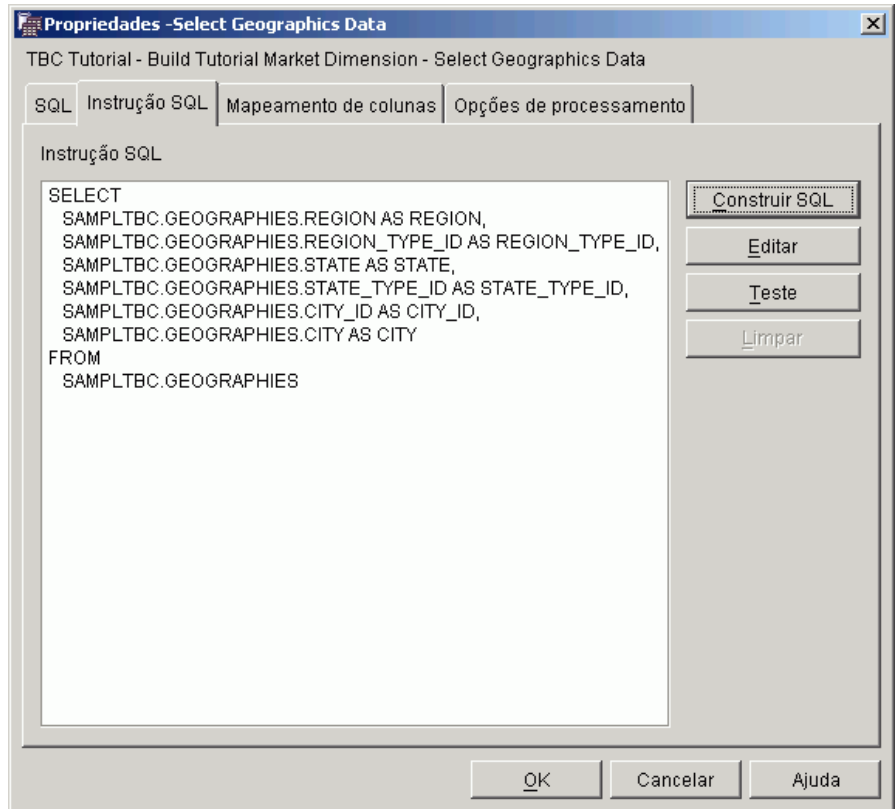 Propriedades -Select Geographics Data
TBC Tutorial - Build Tutorial Market Dimension - Select Geographics Data
SQL
Instrução SQL
Mapeamento de colunas
Opções de processamento
Instrução SQL
SELECT
SAMPLTBC.GEOGRAPHIES.REGION AS REGION,
SAMPLTBC.GEOGRAPHIES.REGION_TYPE_ID AS REGION_TYPE_ID,
SAMPLTBC.GEOGRAPHIES.STATE AS STATE,
SAMPLTBC.GEOGRAPHIES.STATE_TYPE_ID AS STATE_TYPE_ID,
SAMPLTBC.GEOGRAPHIES.CITY_ID AS CITY_ID,
SAMPLTBC.GEOGRAPHIES.CITY AS CITY
FROM
SAMPLTBC.GEOGRAPHIES
Construir SQL
Editar
Teste
Limpar
OK
Cancelar
Ajuda